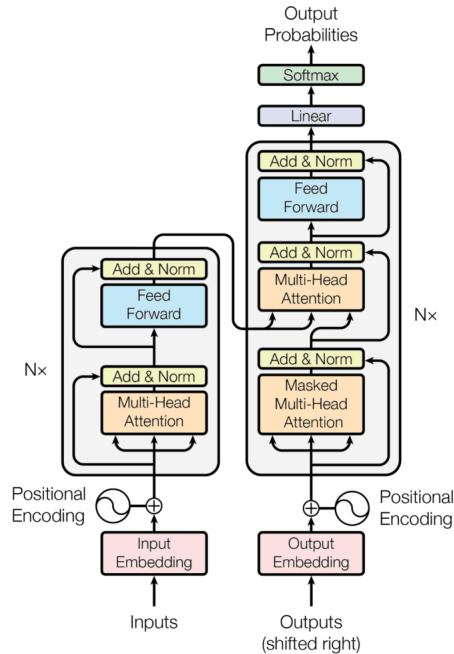 Output
Probabilities
Softmax
Linear
Add & Norm
Feed
Forward
Add & Norm
Multi-Head
Attention
Add & Norm
Masked
Multi-Head
Attention
N×
Add & Norm
Feed
Forward
N×
Add & Norm
Multi-Head
Attention
Positional
Encoding
Positional
Encoding
Input
Embedding
Output
Embedding
Inputs
Outputs
(shifted right)